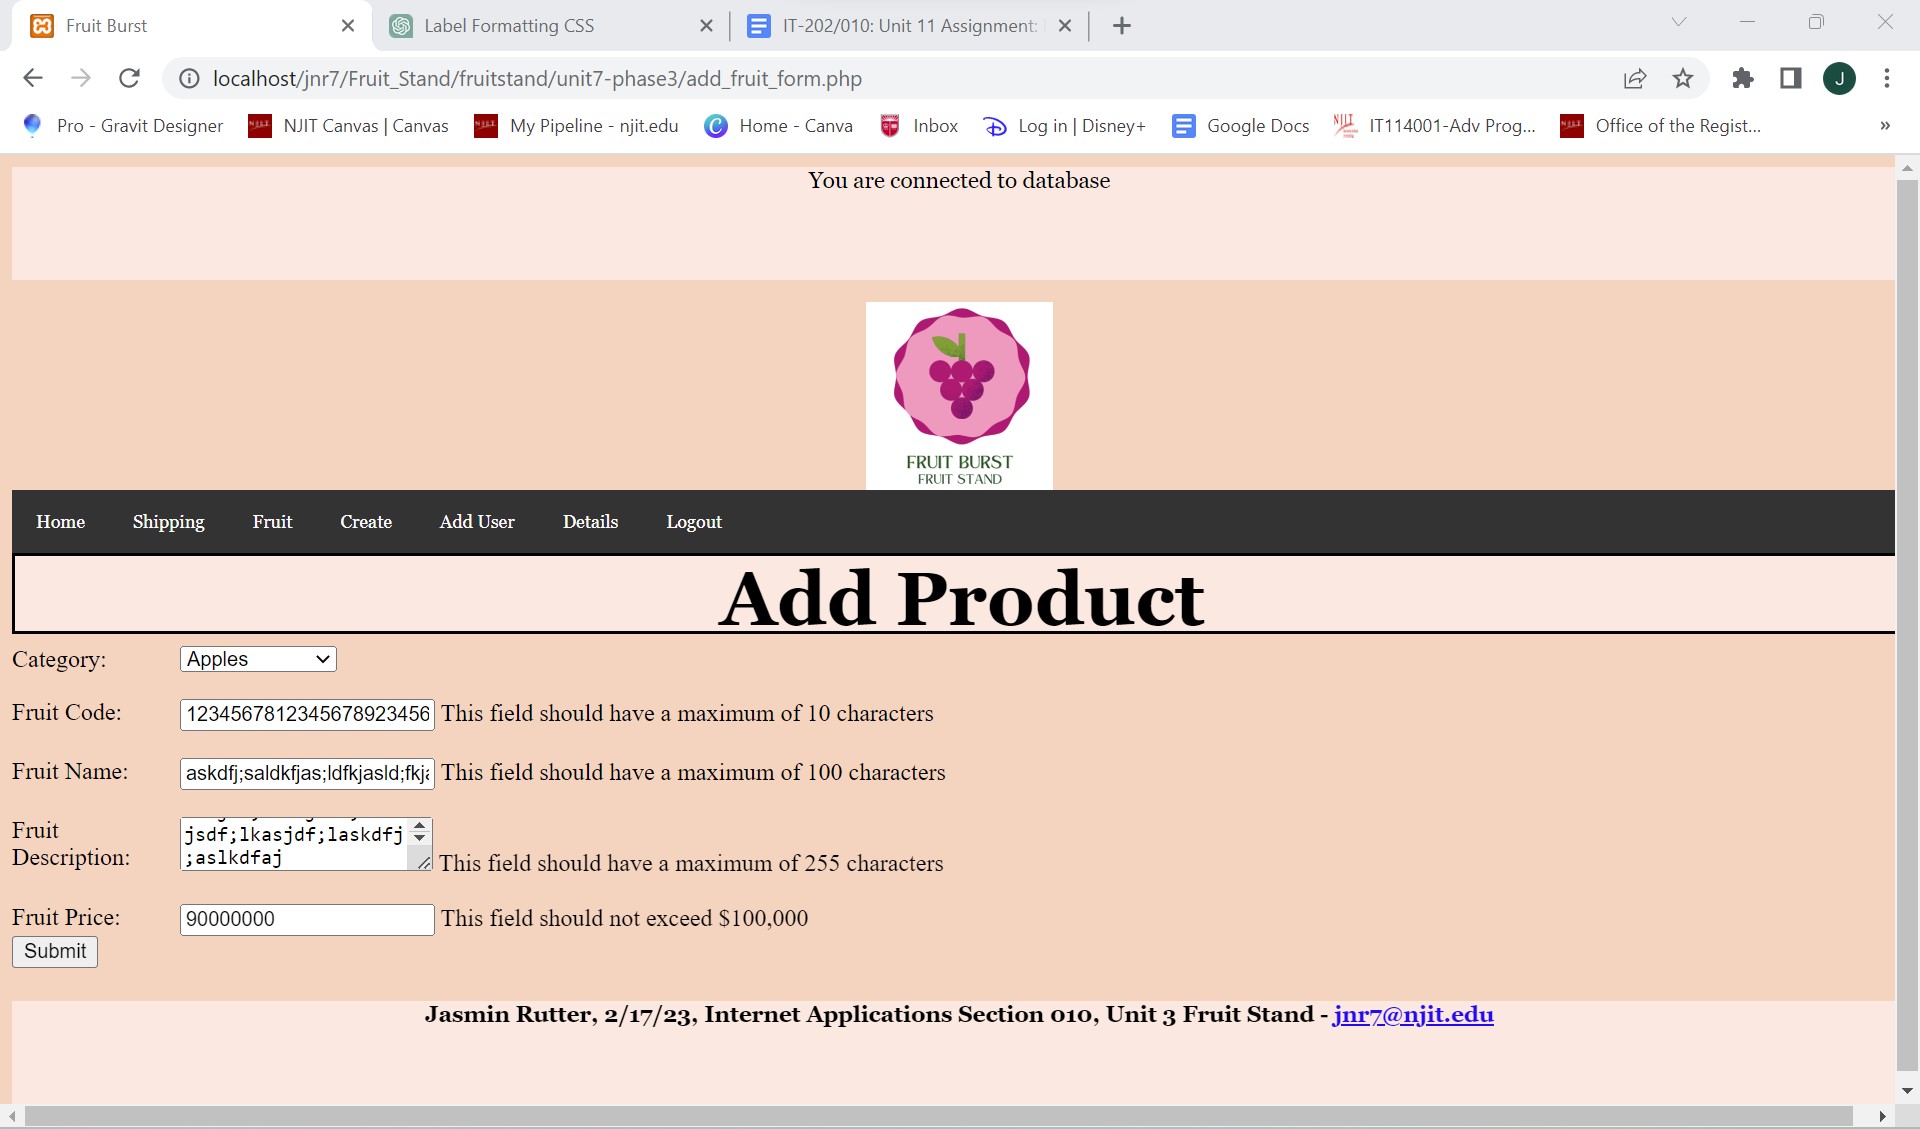 Fruit Burst
Label Formatting CSS
IT-202/010: Unit 11 Assignment:
localhost/jnr7/Fruit_Stand/fruitstand/unit7-phase3/add_fruit_form.php
J
Pro - Gravit Designer
NJIT Canvas | Canvas
My Pipeline - njit.edu
Home - Canva
Inbox
Log in | Disney+
Google Docs
IT114001-Adv Prog...
Office of the Regist...
»
You are connected to database
FRUIT BURST
FRUIT STAND
Home Shipping Fruit Create Add User Details Logout
Add Product
Category: Apples
Fruit Code: 1234567812345678923456 This field should have a maximum of 10 characters
Fruit Name: askdfj;saldkfjas;ldfkjasld;fkja This field should have a maximum of 100 characters
Fruit
Description:
jsdf;lkasjdf;laskdfj
;aslkdfaj
This field should have a maximum of 255 characters
Fruit Price: 90000000 This field should not exceed $100,000
Submit
Jasmin Rutter, 2/17/23, Internet Applications Section 010, Unit 3 Fruit Stand - jnr7@njit.edu